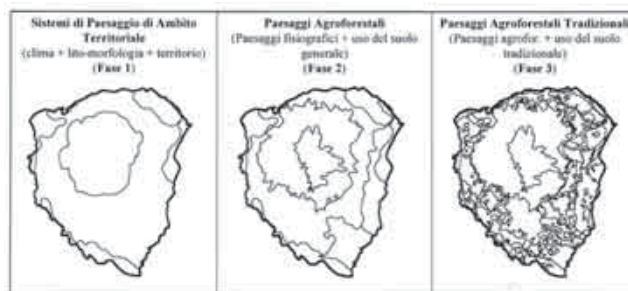 Sistemi di Paesaggio di Ambito
Territoriale
(clima + lito-morfologia + territorio)
(Fase 1)
Paesaggi Agroforestali
(Paesaggi fisiografici + uso del suolo
generale)
(Fase 2)
Paesaggi Agroforestali Tradizionali
(Paesaggi agrofor. + uso del suolo
tradizionale)
(Fase 3)